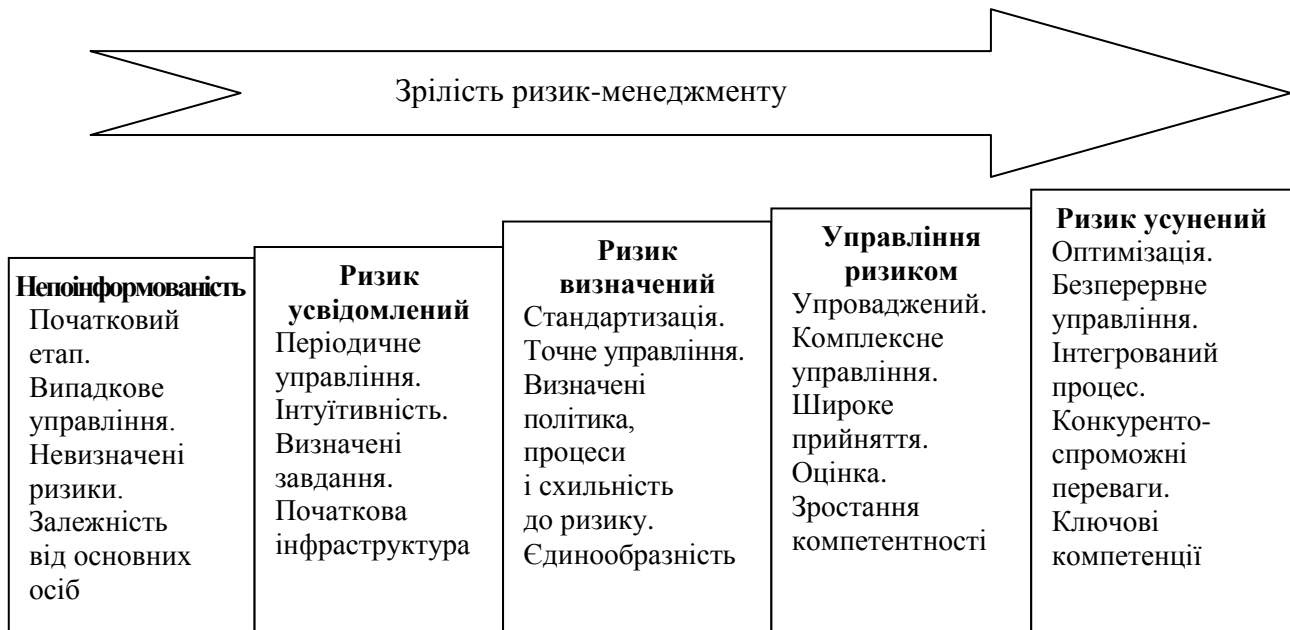 Зрілість ризик-менеджменту
Непоінформованість
Початковий
етап.
Випадкове
управління.
Невизначені
ризики.
Залежність
від основних
осіб
Ризик
усвідомлений
Періодичне
управління.
Інтуїтивність.
Визначені
завдання.
Початкова
інфраструктура
Ризик
визначений
Стандартизація.
Точне управління.
Визначені
політика,
процеси
і схильність
до ризику.
Єдинообразність
Управління
ризиком
Упроваджений.
Комплексне
управління.
Широке
прийняття.
Оцінка.
Зростання
компетентності
Ризик усунений
Оптимізація.
Безперервне
управління.
Інтегрований
процес.
Конкуренто-
спроможні
переваги.
Ключові
компетенції